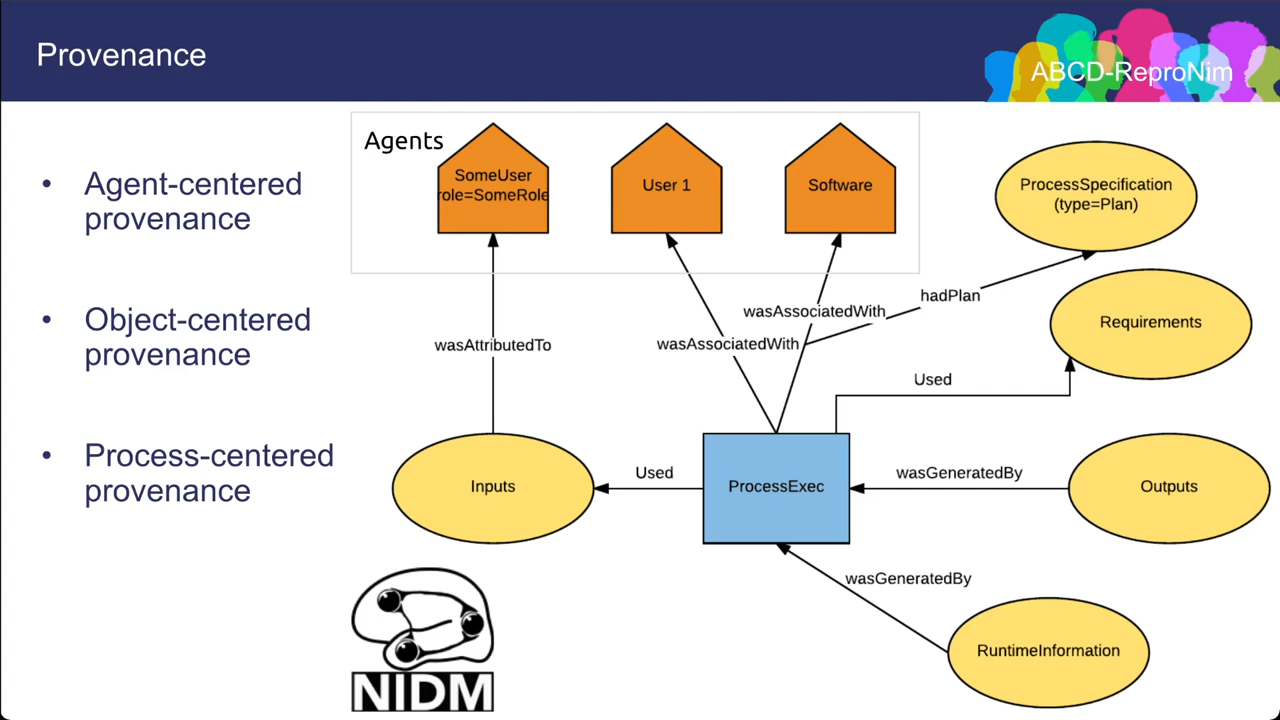 Provenance
ABCD-ReproNim
• Agent-centered
provenance
• Object-centered
provenance
• Process-centered
provenance
Agents
SomeUser
role=SomeRole
User 1
Software
ProcessSpecification
(type=Plan)
hadPlan
wasAssociatedWith
Requirements
wasAttributedTo
wasAssociatedWith
Used
Inputs
Used
ProcessExec
wasGeneratedBy
Outputs
wasGeneratedBy
RuntimeInformation
NIDM